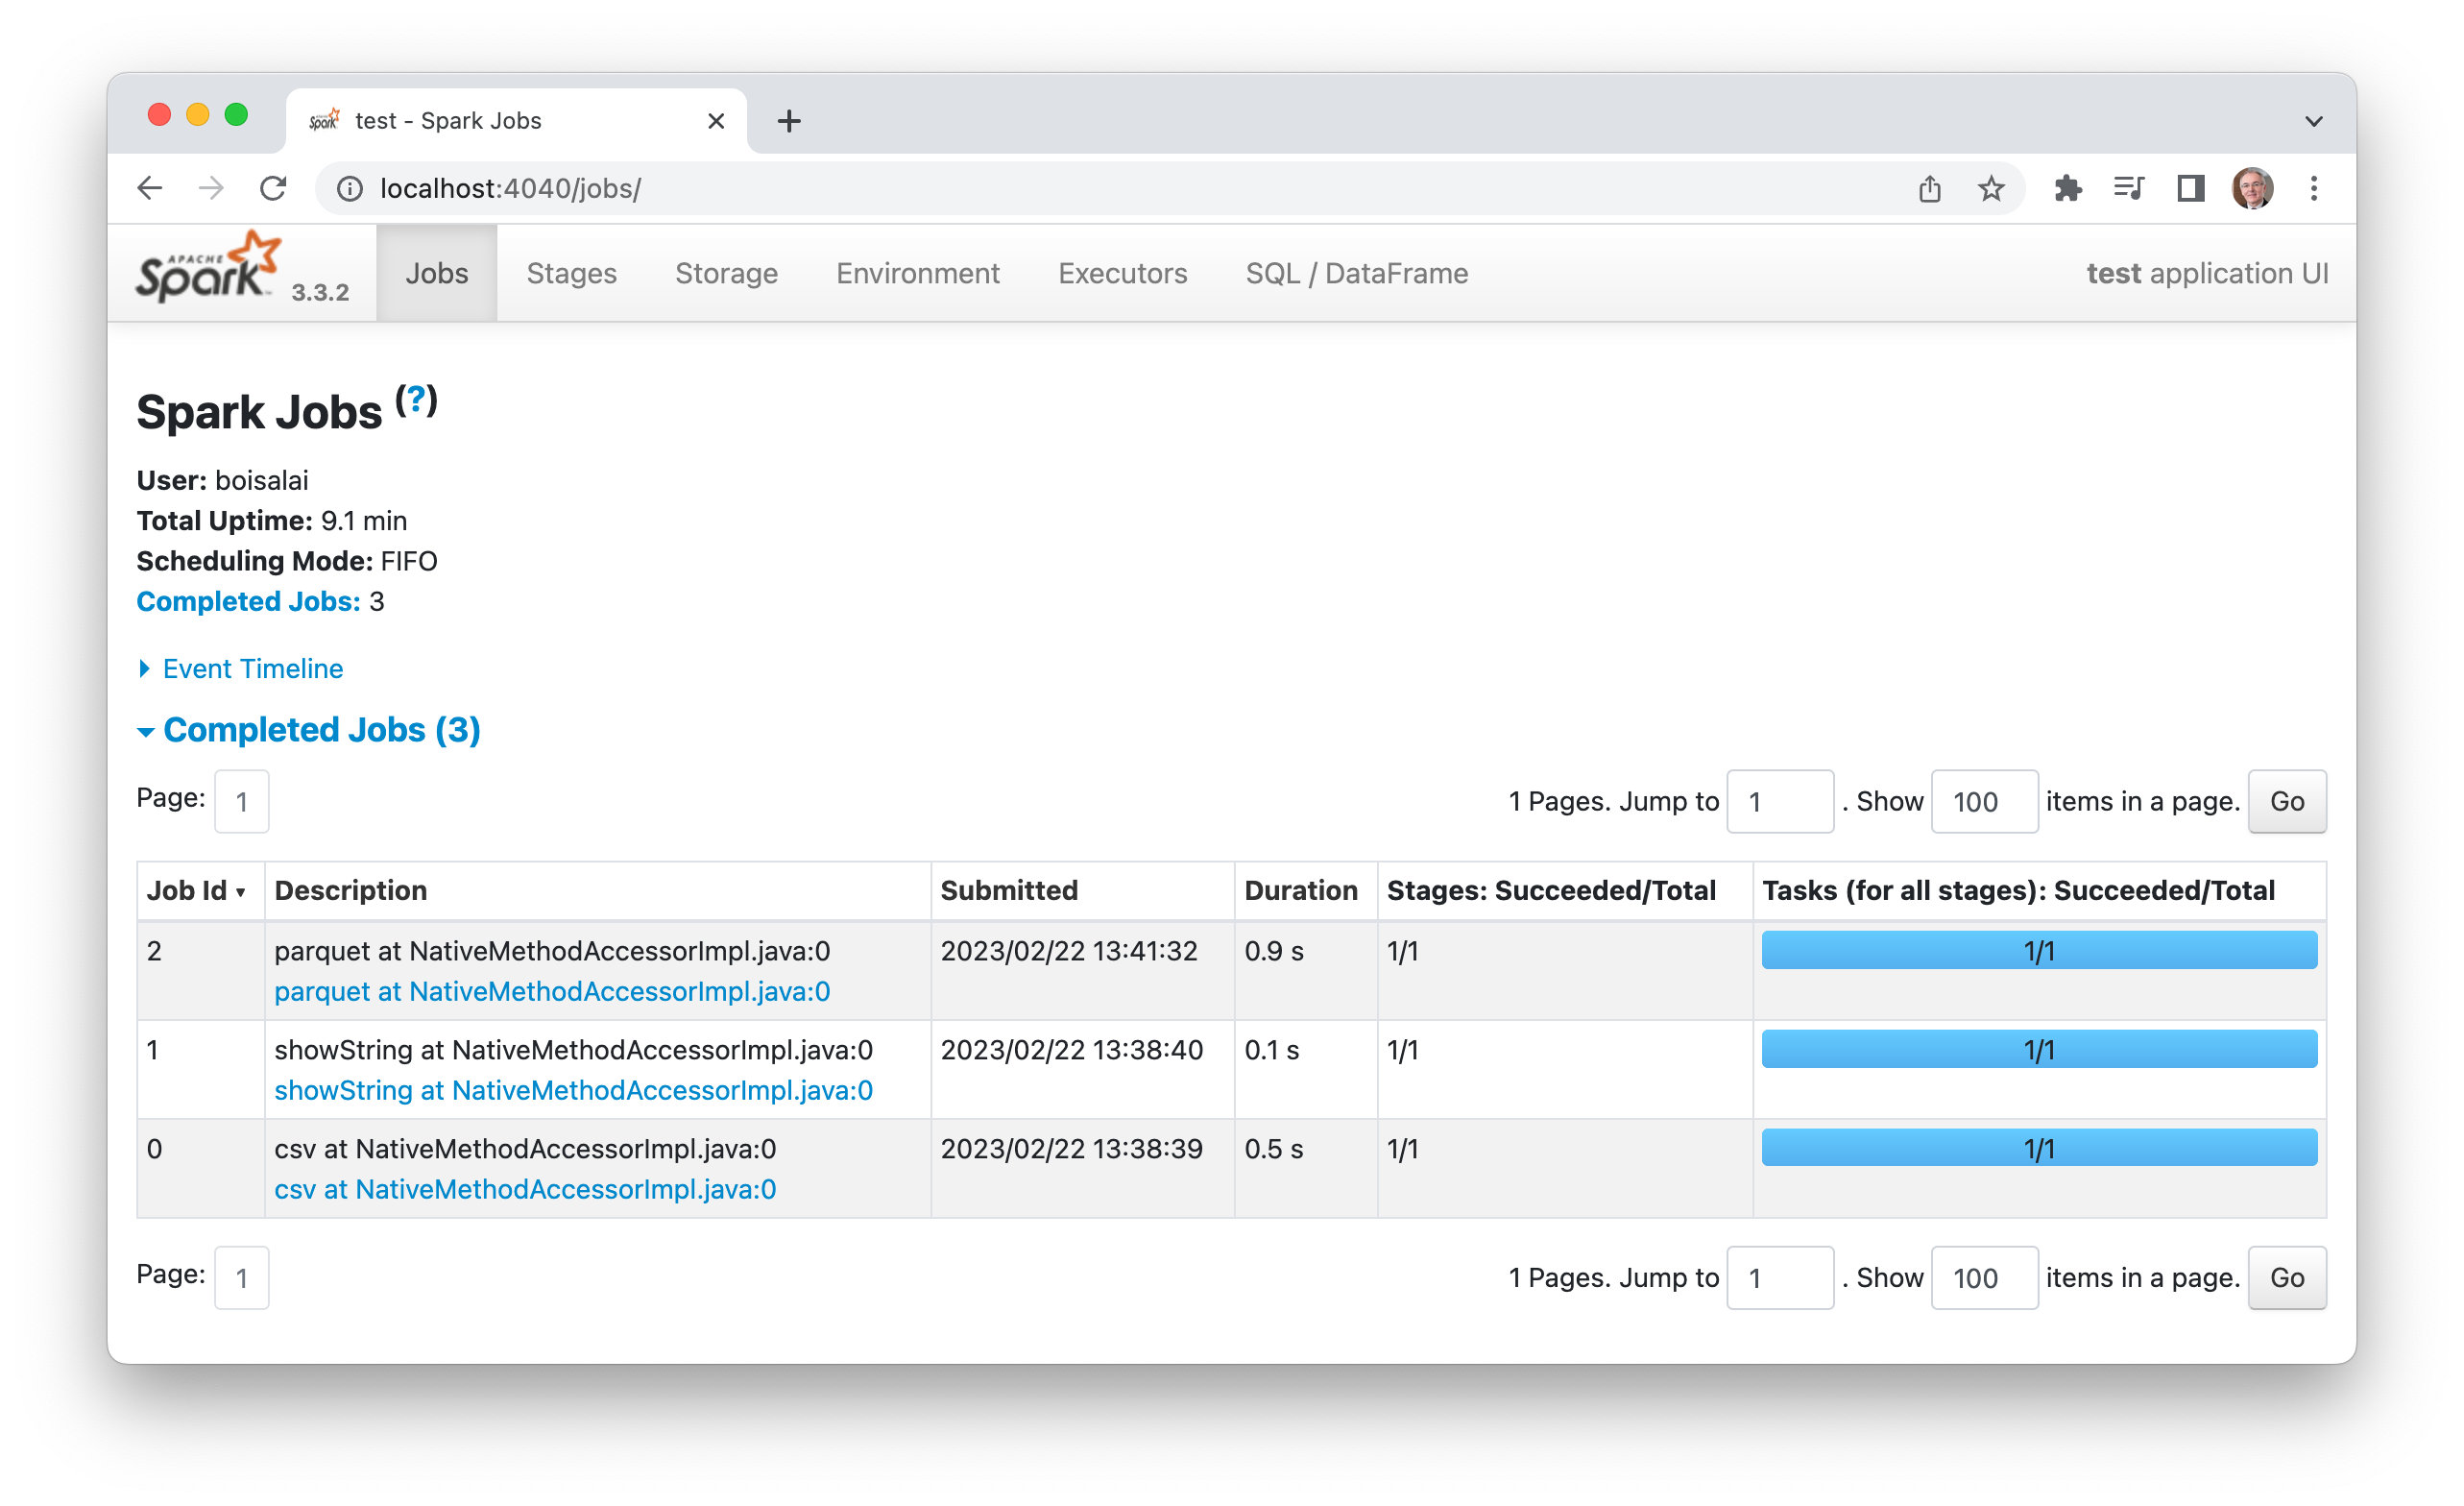 test - Spark Jobs
localhost:4040/jobs/
APACHE Spark 3.3.2 Jobs Stages Storage Environment Executors SQL / DataFrame test application UI
Spark Jobs (?)
User: boisalai
Total Uptime: 9.1 min
Scheduling Mode: FIFO
Completed Jobs: 3
Event Timeline
Completed Jobs (3)
Page: 1 1 Pages. Jump to 1 . Show 100 items in a page. Go
Job Id Description Submitted Duration Stages: Succeeded/Total Tasks (for all stages): Succeeded/Total
2 parquet at NativeMethodAccessorImpl.java:0 2023/02/22 13:41:32 0.9 s 1/1 1/1
parquet at NativeMethodAccessorImpl.java:0
1 showString at NativeMethodAccessorImpl.java:0 2023/02/22 13:38:40 0.1 s 1/1 1/1
showString at NativeMethodAccessorImpl.java:0
0 csv at NativeMethodAccessorImpl.java:0 2023/02/22 13:38:39 0.5 s 1/1 1/1
csv at NativeMethodAccessorImpl.java:0
Page: 1 1 Pages. Jump to 1 . Show 100 items in a page. Go